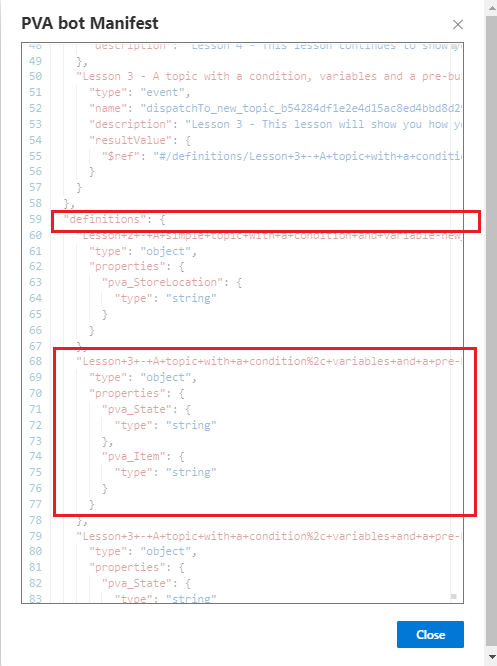 PVA bot Manifest
48 "description": "Lesson 4 - This lesson continues to show
49 },
50 "Lesson 3 - A topic with a condition, variables and a pre-bu
51 "type": "event",
52 "name": "dispatchTo_new_topic_b54284df1e2e4d15ac8ed4bbd8d2
53 "description": "Lesson 3 - This lesson will show you how y
54 "resultValue": {
55 "$ref": "#/definitions/Lesson+3+-+A+topic+with+a+conditio
56 }
57 }
58 },
59 "definitions": {
60 "Lesson+2+-+A+simple+topic+with+a+condition+and+variable-new_
61 "type": "object",
62 "properties": {
63 "pva_StoreLocation": {
64 "type": "string"
65 }
66 }
67 },
68 "Lesson+3+-+A+topic+with+a+condition%2c+variables+and+a+pre-
69 "type": "object",
70 "properties": {
71 "pva_State": {
72 "type": "string"
73 },
74 "pva_Item": {
75 "type": "string"
76 }
77 }
78 },
79 "Lesson+3+-+A+topic+with+a+condition%2c+variables+and+a+pre-
80 "type": "object",
81 "properties": {
82 "pva_State": {
83 "type": "string"
Close